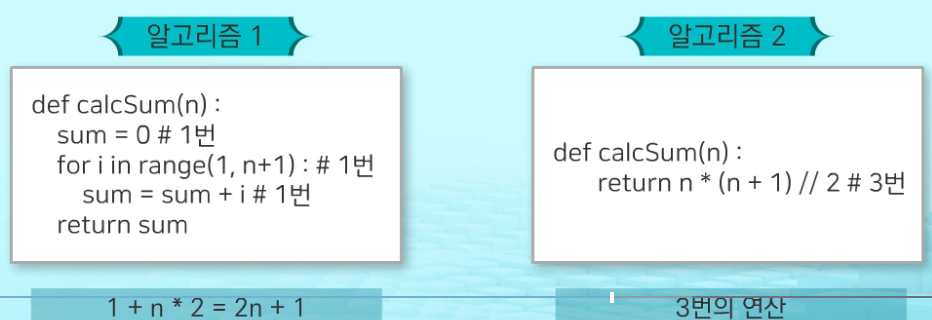 알고리즘 1
def calcSum(n) :
sum = 0 # 1번
for i in range(1, n+1) : # 1번
sum = sum + i # 1번
return sum
1 + n * 2 = 2n + 1
알고리즘 2
def calcSum(n) :
return n * (n + 1) // 2 # 3번
3번의 연산